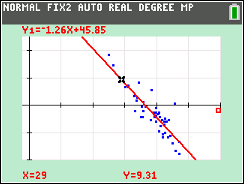 NORMAL FIX2 AUTO REAL DEGREE MP
Y1=-1.26X+45.85
X=29
Y=9.31